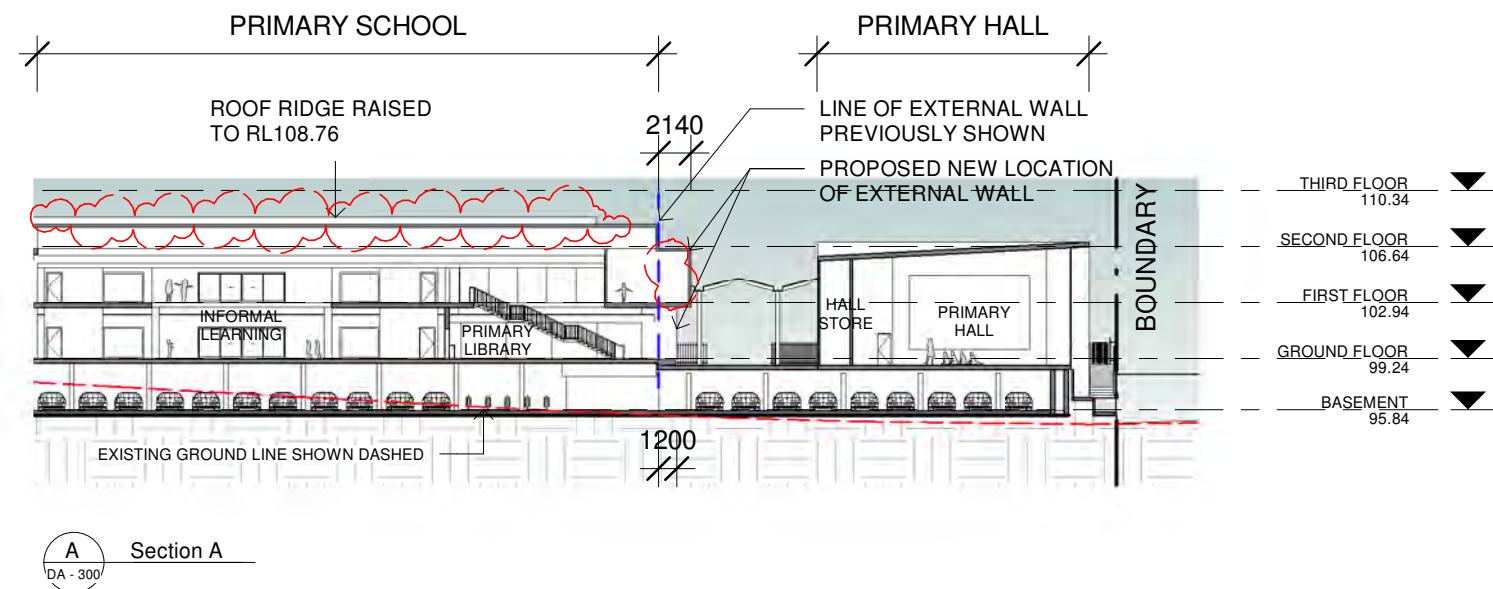 PRIMARY SCHOOL
PRIMARY HALL
ROOF RIDGE RAISED
TO RL108.76
2140
LINE OF EXTERNAL WALL
PREVIOUSLY SHOWN
PROPOSED NEW LOCATION
OF EXTERNAL WALL
BOUNDARY
THIRD FLOOR
110.34
SECOND FLOOR
106.64
FIRST FLOOR
102.94
GROUND FLOOR
99.24
BASEMENT
95.84
INFORMAL
LEARNING
PRIMARY
LIBRARY
HALL
STORE
PRIMARY
HALL
1200
EXISTING GROUND LINE SHOWN DASHED
A
DA - 300
Section A